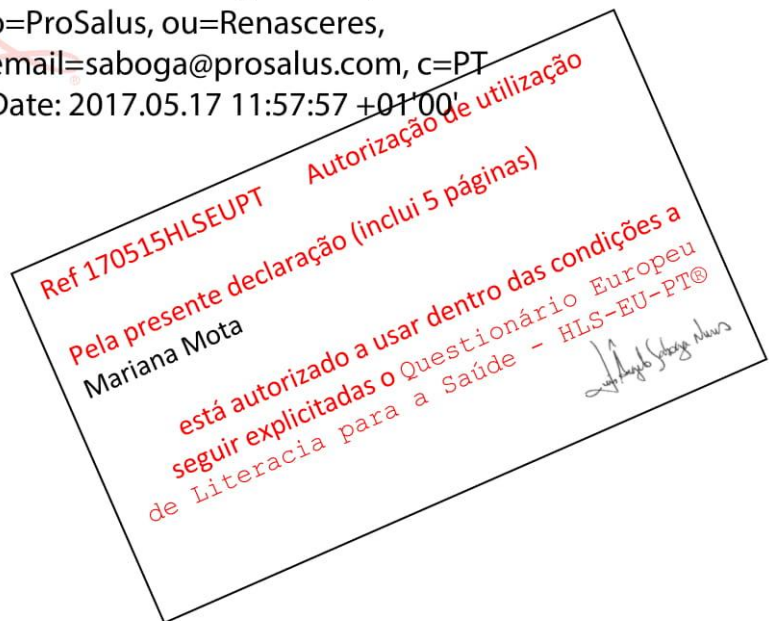 o=ProSalus, ou=Renasceres,
email=saboga@prosalus.com, c=PT
Date: 2017.05.17 11:57:57 +01'00'
Ref 170515HLSEUPT Autorização de utilização
Pela presente declaração (inclui 5 páginas)
Mariana Mota
está autorizado a usar dentro das condições a
seguir explicitadas o Questionário Europeu
de Literacia para a Saúde - HLS-EU-PT®